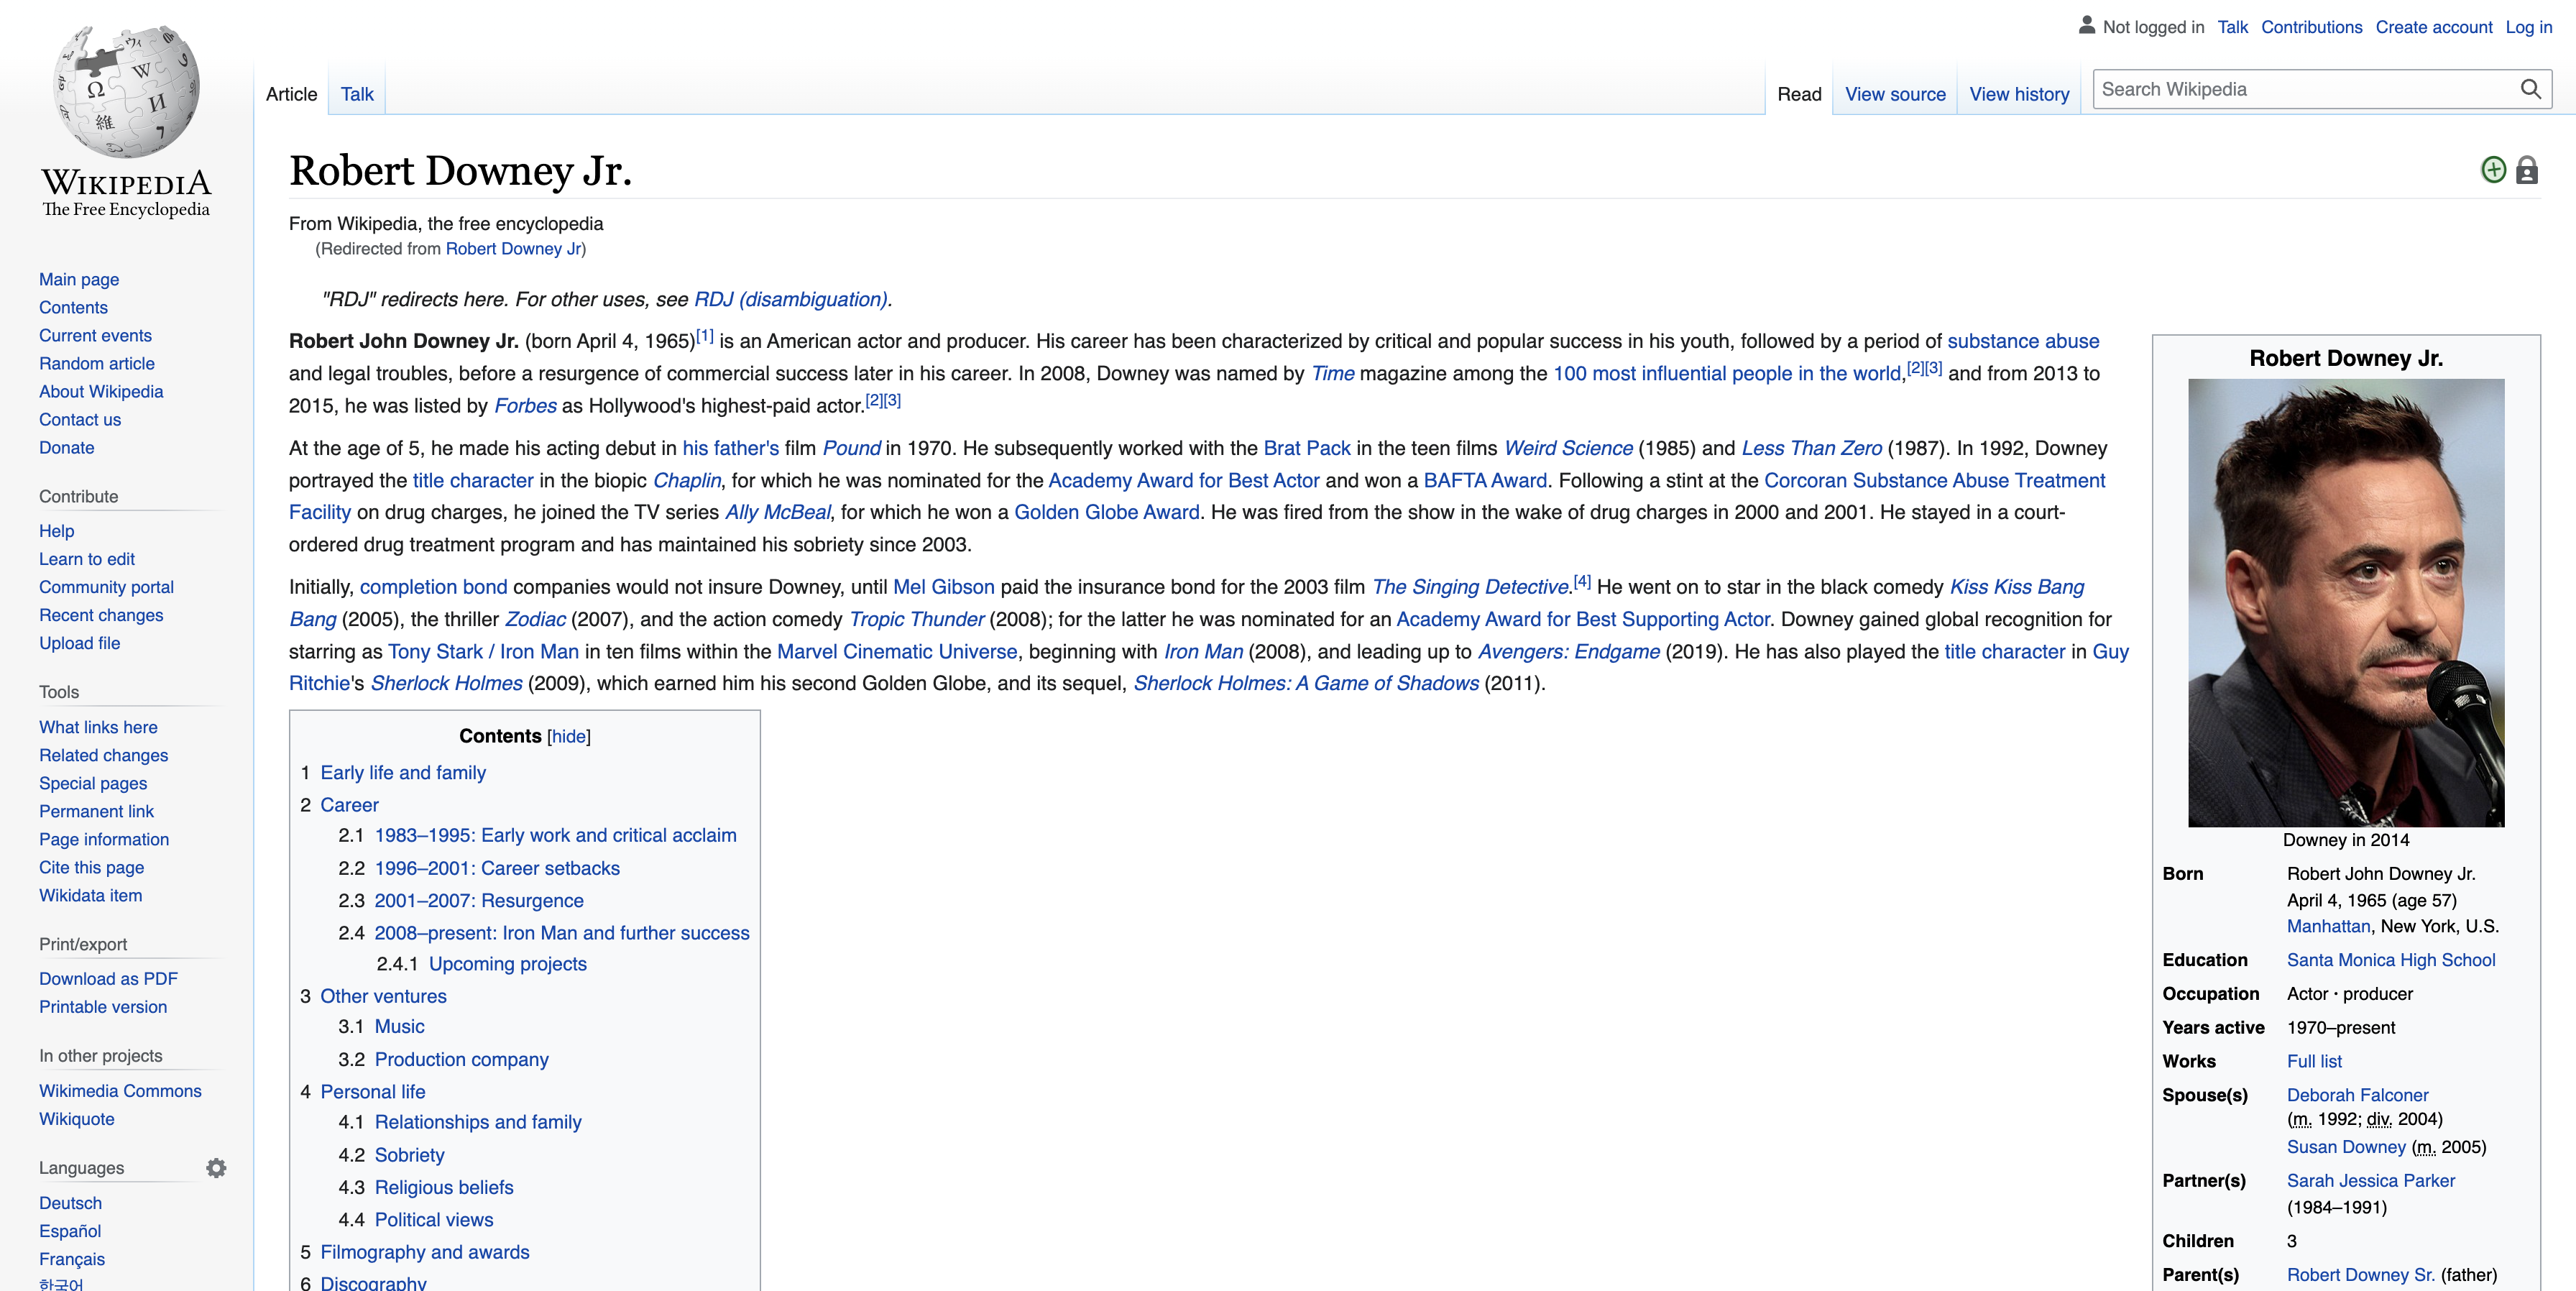 Not logged in Talk Contributions Create account Log in
Article Talk Read View source View history Search Wikipedia
WIKIPEDIA
The Free Encyclopedia
Main page
Contents
Current events
Random article
About Wikipedia
Contact us
Donate
Contribute
Help
Learn to edit
Community portal
Recent changes
Upload file
Tools
What links here
Related changes
Special pages
Permanent link
Page information
Cite this page
Wikidata item
Print/export
Download as PDF
Printable version
In other projects
Wikimedia Commons
Wikiquote
Languages
Deutsch
Español
Français
한국어
Robert Downey Jr.
From Wikipedia, the free encyclopedia
(Redirected from Robert Downey Jr)
"RDJ" redirects here. For other uses, see RDJ (disambiguation).
Robert John Downey Jr. (born April 4, 1965)[1] is an American actor and producer. His career has been characterized by critical and popular success in his youth, followed by a period of substance abuse
and legal troubles, before a resurgence of commercial success later in his career. In 2008, Downey was named by Time magazine among the 100 most influential people in the world,[2][3] and from 2013 to
2015, he was listed by Forbes as Hollywood's highest-paid actor.[2][3]
At the age of 5, he made his acting debut in his father's film Pound in 1970. He subsequently worked with the Brat Pack in the teen films Weird Science (1985) and Less Than Zero (1987). In 1992, Downey
portrayed the title character in the biopic Chaplin, for which he was nominated for the Academy Award for Best Actor and won a BAFTA Award. Following a stint at the Corcoran Substance Abuse Treatment
Facility on drug charges, he joined the TV series Ally McBeal, for which he won a Golden Globe Award. He was fired from the show in the wake of drug charges in 2000 and 2001. He stayed in a court-
ordered drug treatment program and has maintained his sobriety since 2003.
Initially, completion bond companies would not insure Downey, until Mel Gibson paid the insurance bond for the 2003 film The Singing Detective.[4] He went on to star in the black comedy Kiss Kiss Bang
Bang (2005), the thriller Zodiac (2007), and the action comedy Tropic Thunder (2008); for the latter he was nominated for an Academy Award for Best Supporting Actor. Downey gained global recognition for
starring as Tony Stark / Iron Man in ten films within the Marvel Cinematic Universe, beginning with Iron Man (2008), and leading up to Avengers: Endgame (2019). He has also played the title character in Guy
Ritchie's Sherlock Holmes (2009), which earned him his second Golden Globe, and its sequel, Sherlock Holmes: A Game of Shadows (2011).
Contents [hide]
1 Early life and family
2 Career
2.1 1983–1995: Early work and critical acclaim
2.2 1996–2001: Career setbacks
2.3 2001–2007: Resurgence
2.4 2008–present: Iron Man and further success
2.4.1 Upcoming projects
3 Other ventures
3.1 Music
3.2 Production company
4 Personal life
4.1 Relationships and family
4.2 Sobriety
4.3 Religious beliefs
4.4 Political views
5 Filmography and awards
6 Discography
Robert Downey Jr.
Downey in 2014
Born Robert John Downey Jr.
April 4, 1965 (age 57)
Manhattan, New York, U.S.
Education Santa Monica High School
Occupation Actor · producer
Years active 1970–present
Works Full list
Spouse(s) Deborah Falconer
(m. 1992; div. 2004)
Susan Downey (m. 2005)
Partner(s) Sarah Jessica Parker
(1984–1991)
Children 3
Parent(s) Robert Downey Sr. (father)